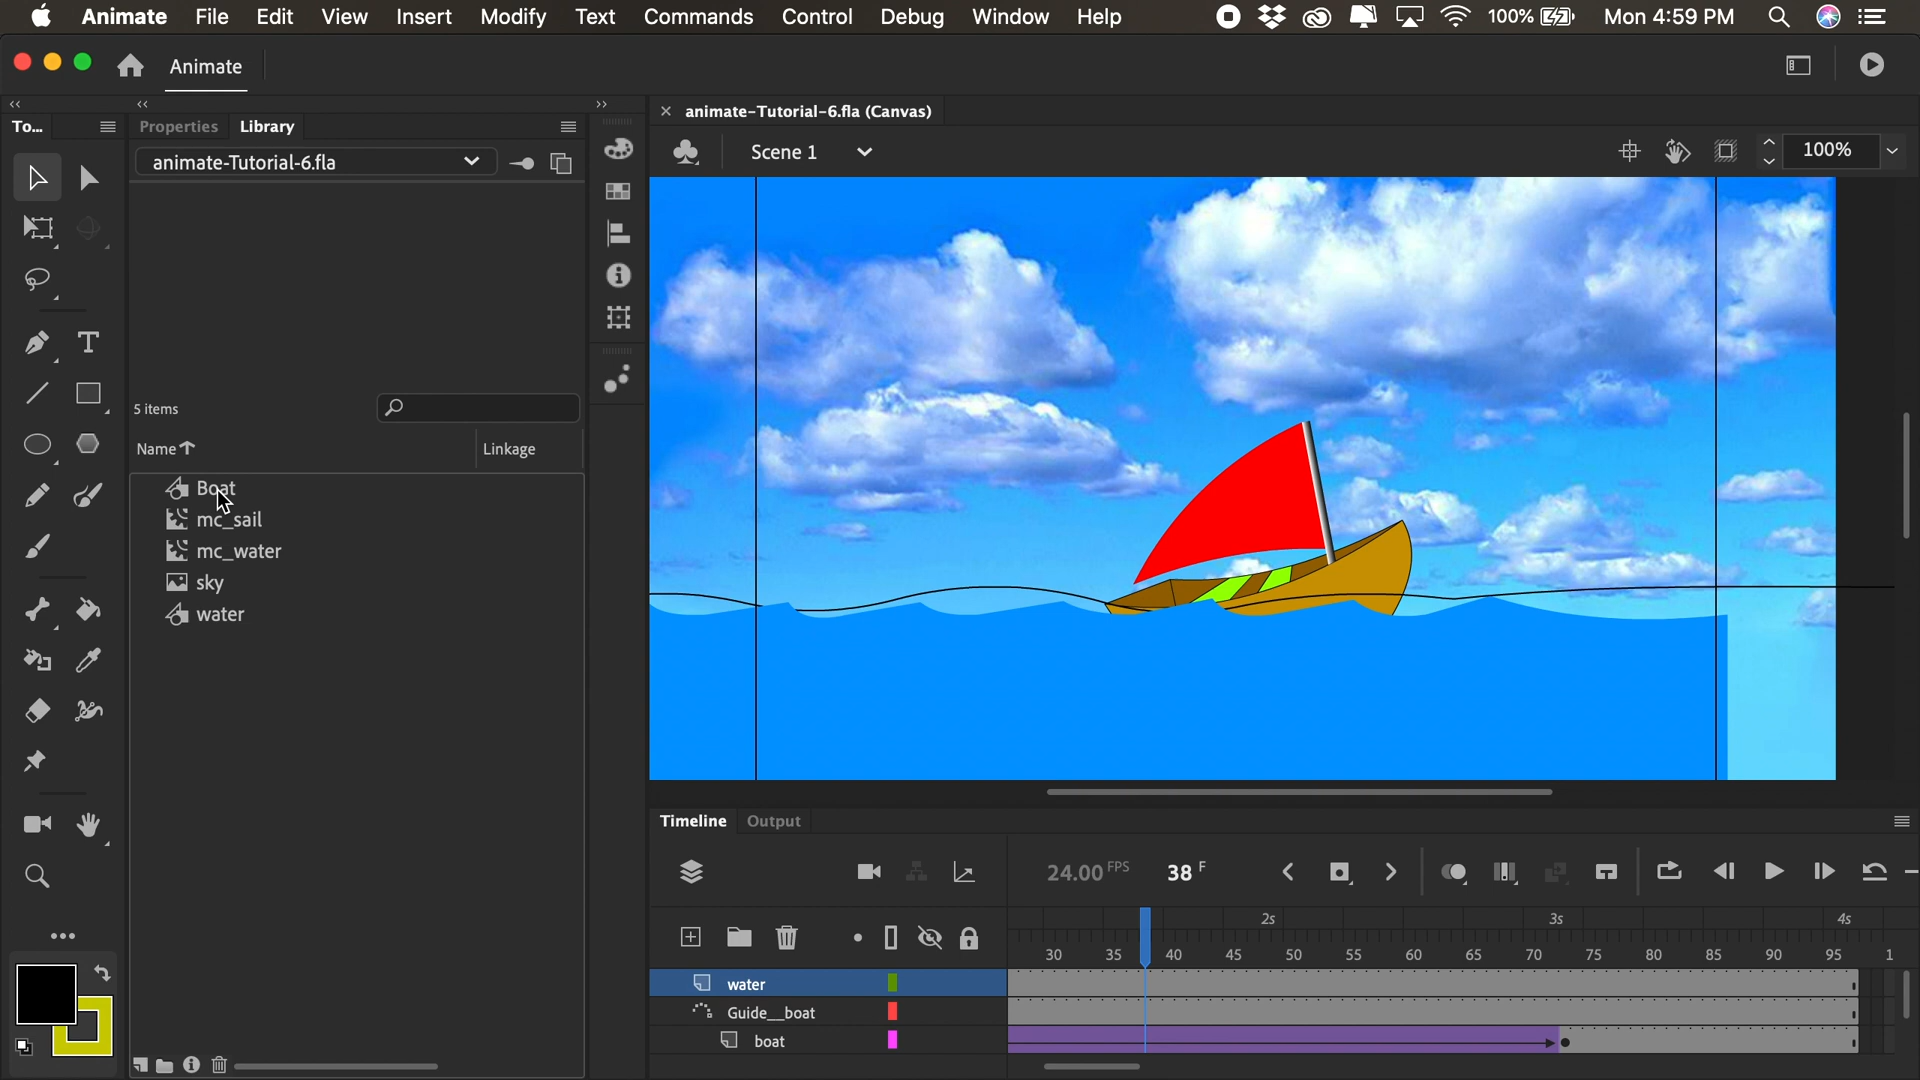 Animate File Edit View Insert Modify Text Commands Control Debug Window Help 100% Mon 4:59 PM
Animate
To... Properties Library animate-Tutorial-6.fla (Canvas)
animate-Tutorial-6.fla Scene 1 100%
5 items
Name Linkage
Boat
mc_sail
mc_water
sky
water
Timeline Output
24.00 FPS 38 F
2s 3s 4s
30 35 40 45 50 55 60 65 70 75 80 85 90 95 1
water
Guide__boat
boat